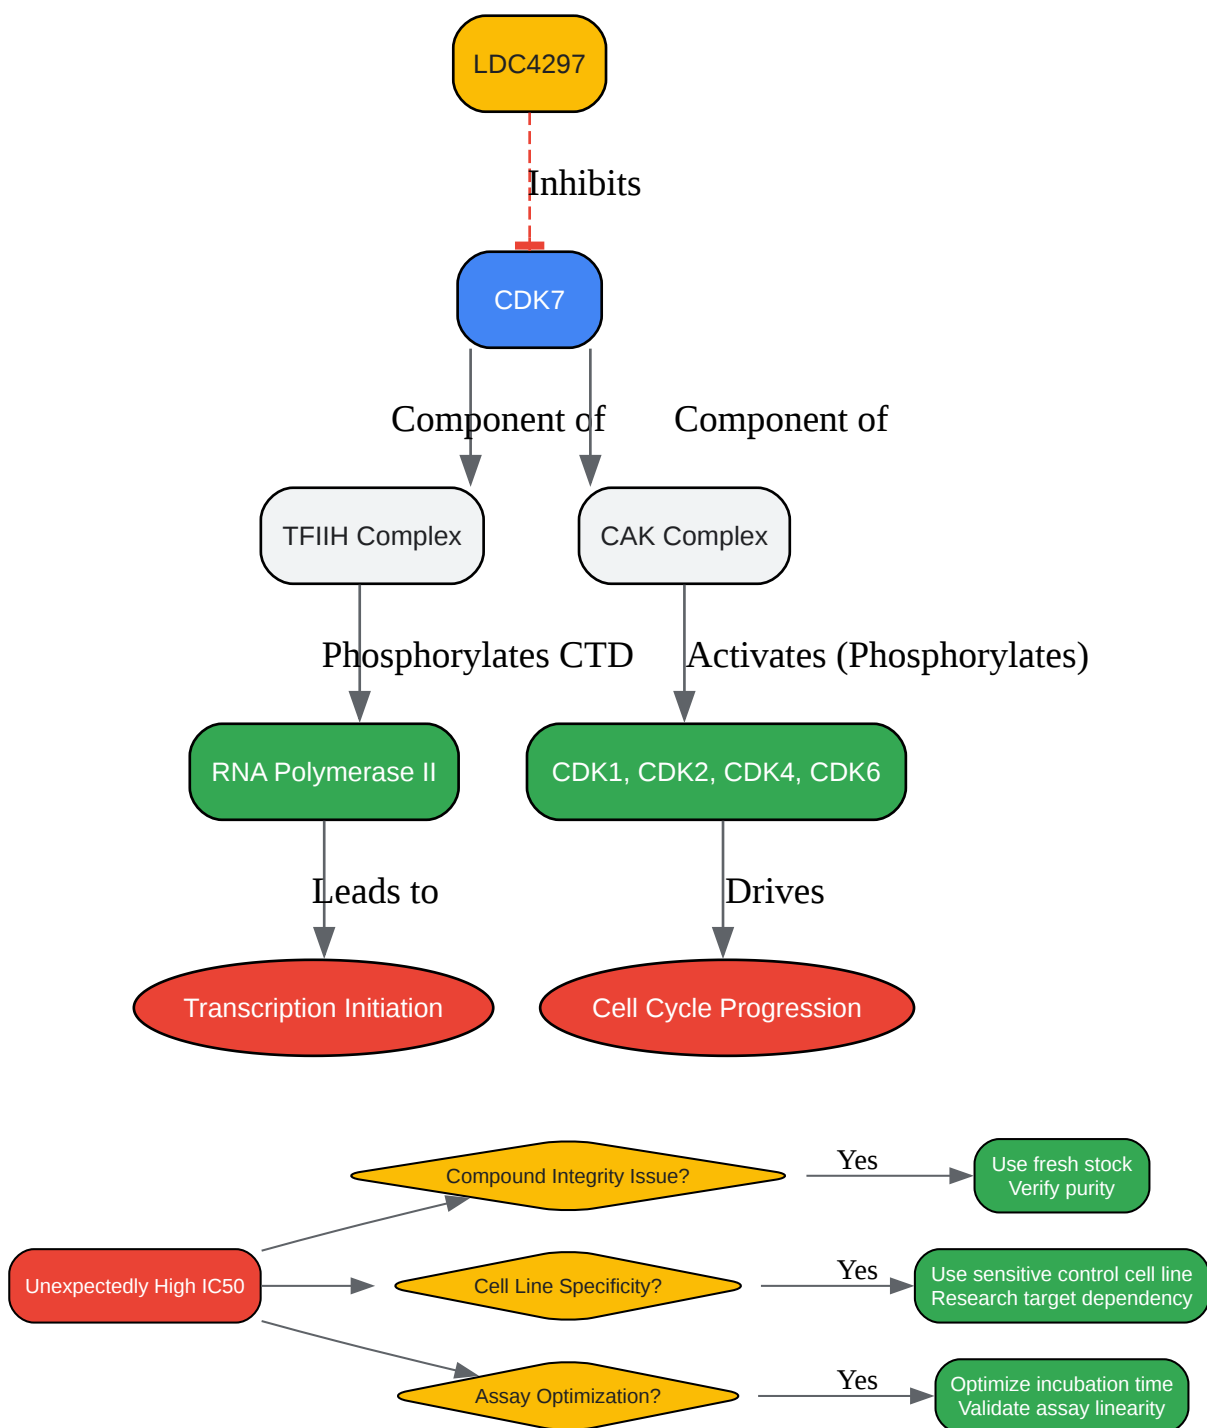 LDC4297
Inhibits
CDK7
Component of
Component of
TFIIH Complex
CAK Complex
Phosphorylates CTD
Activates (Phosphorylates)
RNA Polymerase II
CDK1, CDK2, CDK4, CDK6
Leads to
Drives
Transcription Initiation
Cell Cycle Progression
Compound Integrity Issue?
Yes
Use fresh stock
Verify purity
Unexpectedly High IC50
Cell Line Specificity?
Yes
Use sensitive control cell line
Research target dependency
Assay Optimization?
Yes
Optimize incubation time
Validate assay linearity